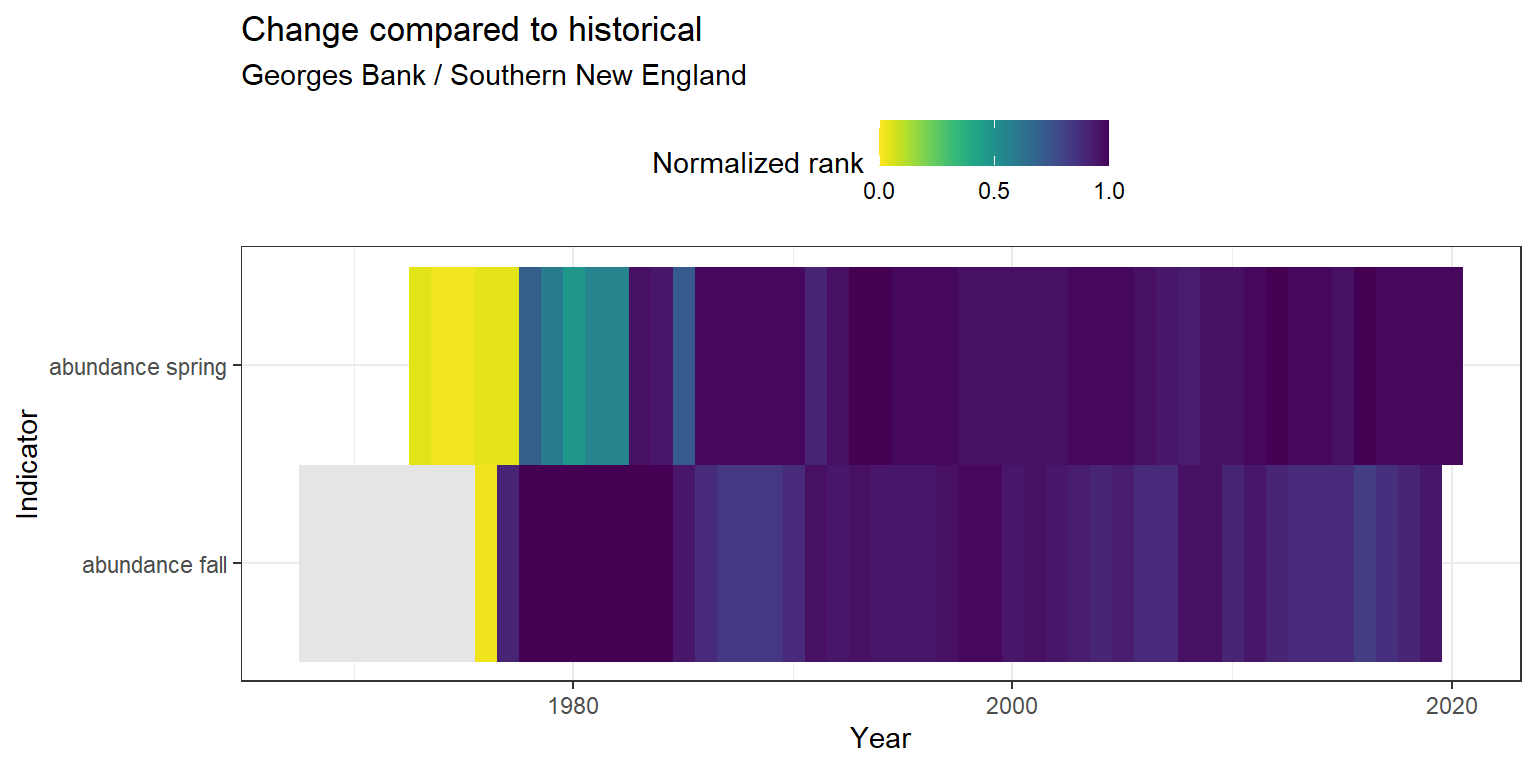 Change compared to historical
Georges Bank / Southern New England
Normalized rank
0.0 0.5 1.0
Indicator
abundance spring
abundance fall
1980 2000 2020
Year